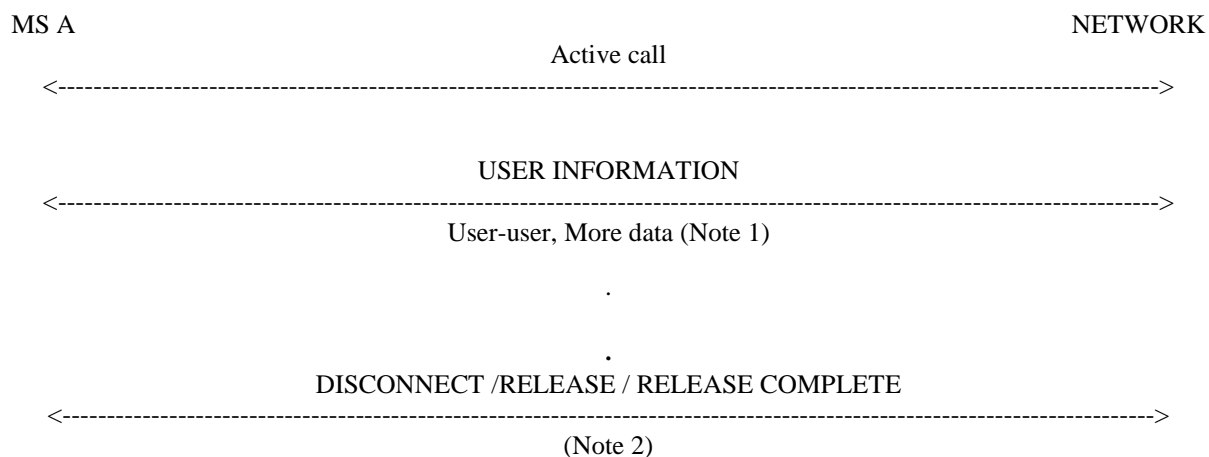 MS A NETWORK
Active call
<------------------------------------------------------------------------------------------------------------------------------>
USER INFORMATION
<------------------------------------------------------------------------------------------------------------------------------>
User-user, More data (Note 1)
.
.
DISCONNECT /RELEASE / RELEASE COMPLETE
<----------------------------------------------------------------------------------------------------------------------------->
(Note 2)